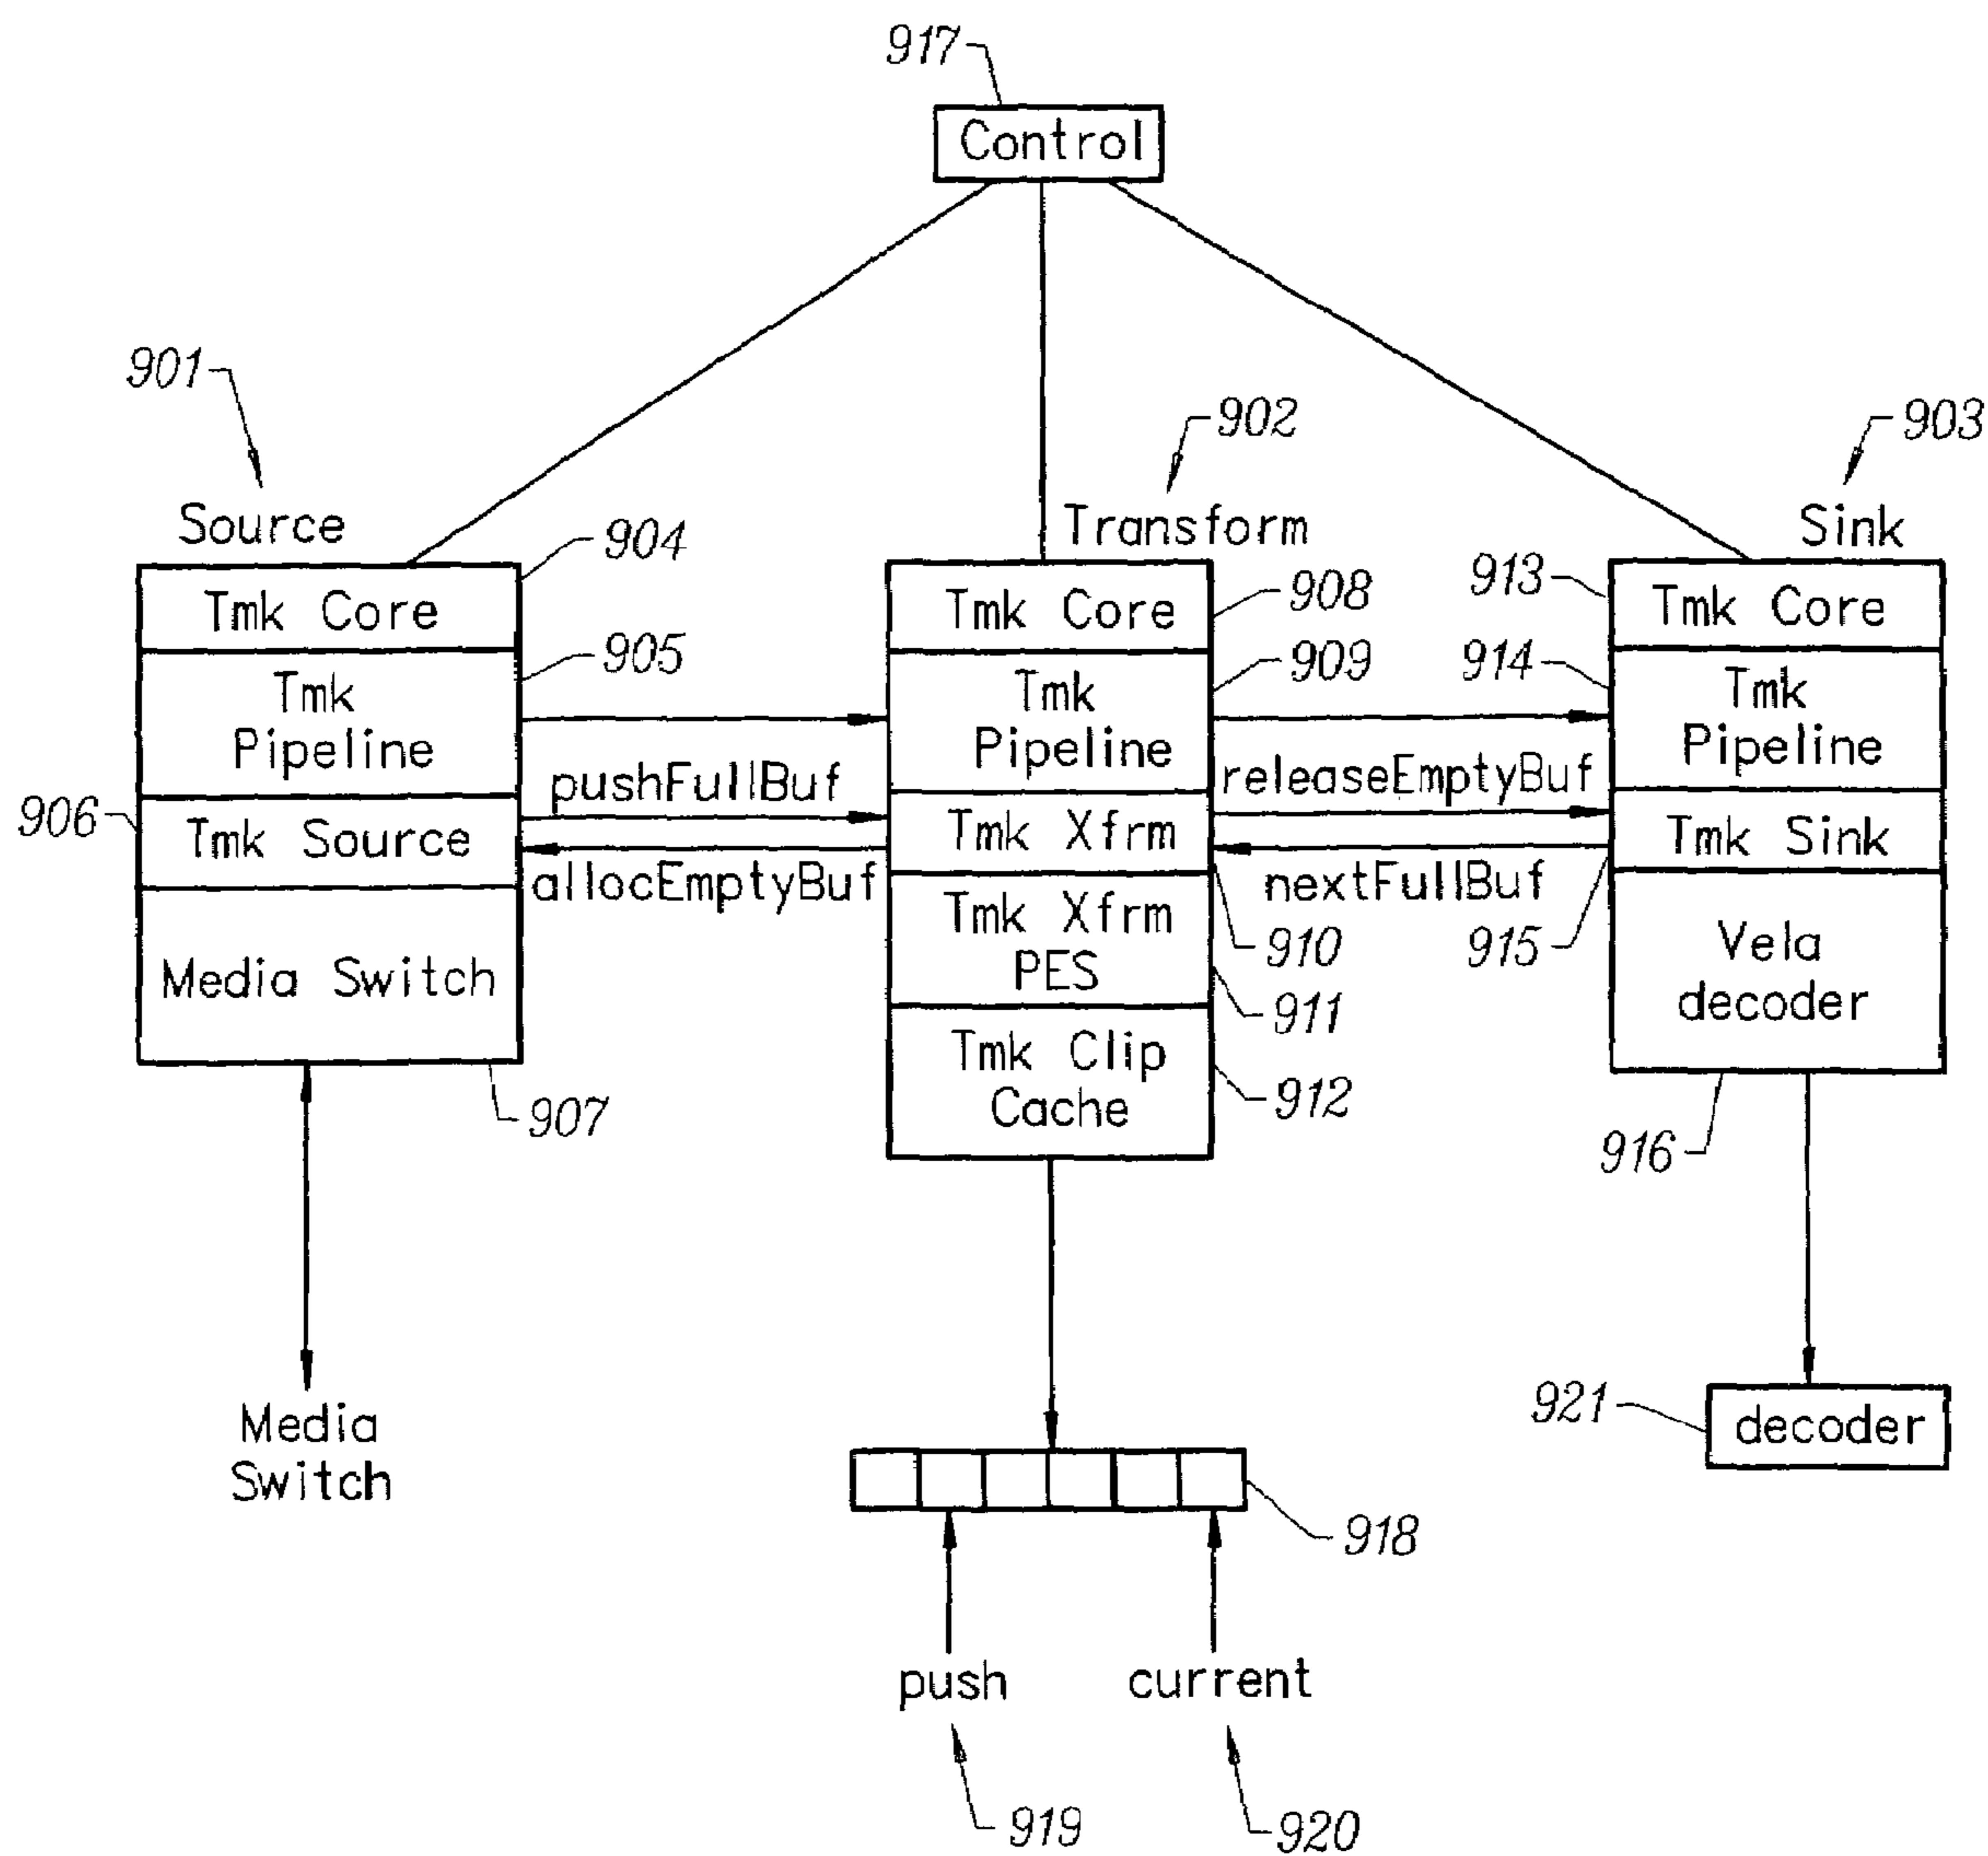 917
Control
901
902
903
Source
Transform
Sink
904
Tmk Core
905
Tmk
Pipeline
906
Tmk Source
Media Switch
907
pushFullBuf
allocEmptyBuf
Tmk Core
908
Tmk
Pipeline
909
Tmk Xfrm
910
Tmk Xfrm
PES
911
Tmk Clip
Cache
912
releaseEmptyBuf
nextFullBuf
913
Tmk Core
914
Tmk
Pipeline
Tmk Sink
915
Vela
decoder
916
Media
Switch
918
921
decoder
push
current
919
920